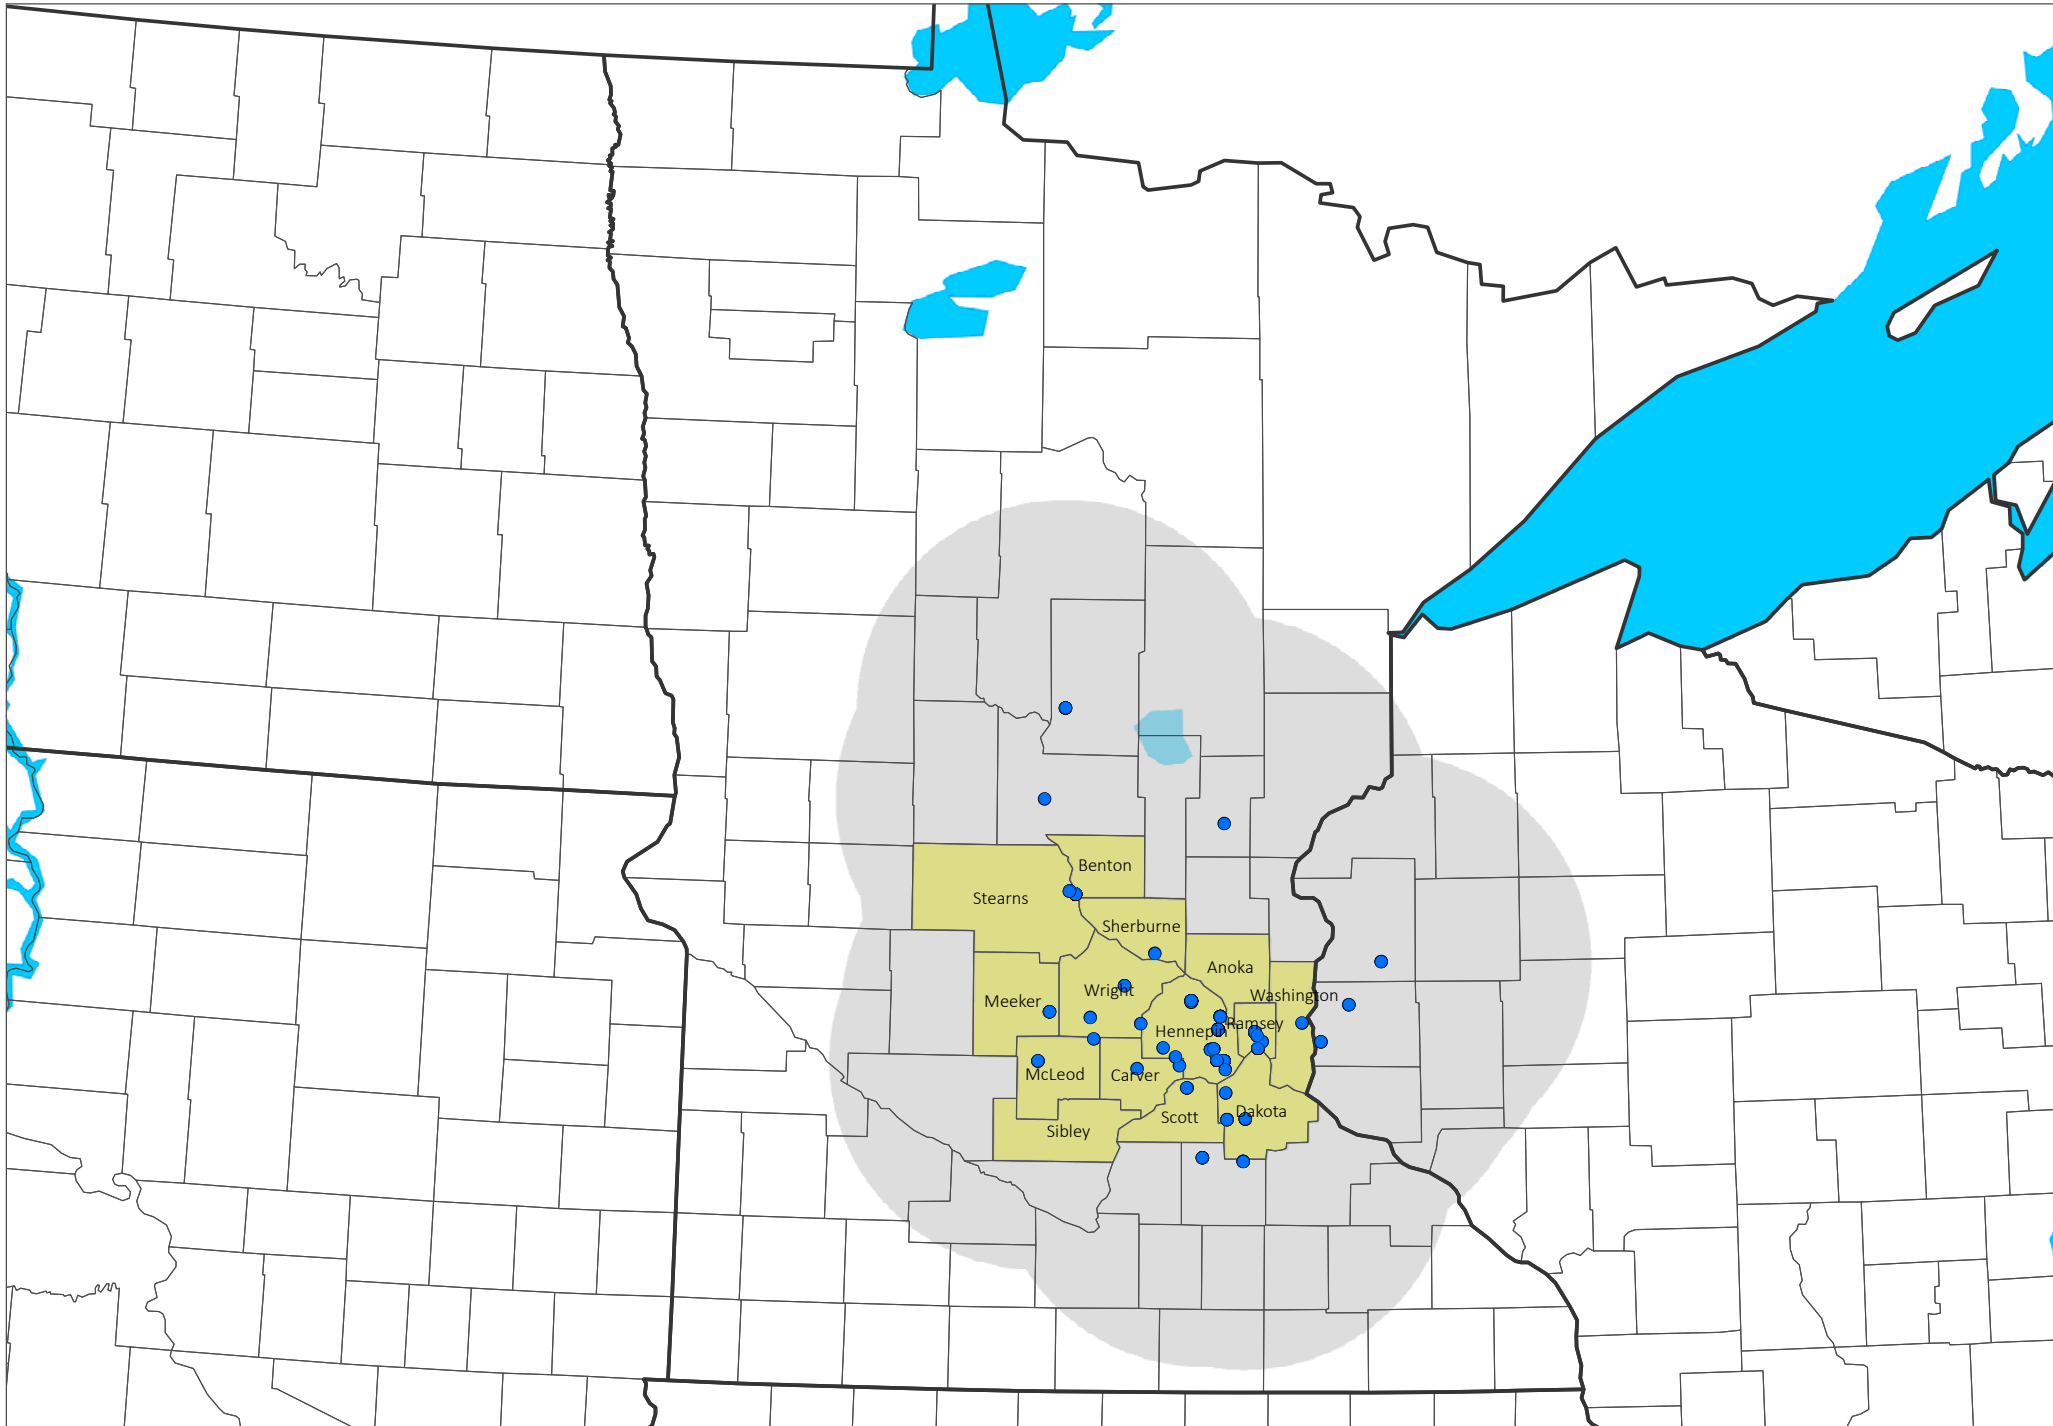 Benton
Stearns
Sherburne
Anoka
Wright
Washington
Meeker
Ramsey
Hennepin
McLeod
Carver
Dakota
Scott
Sibley